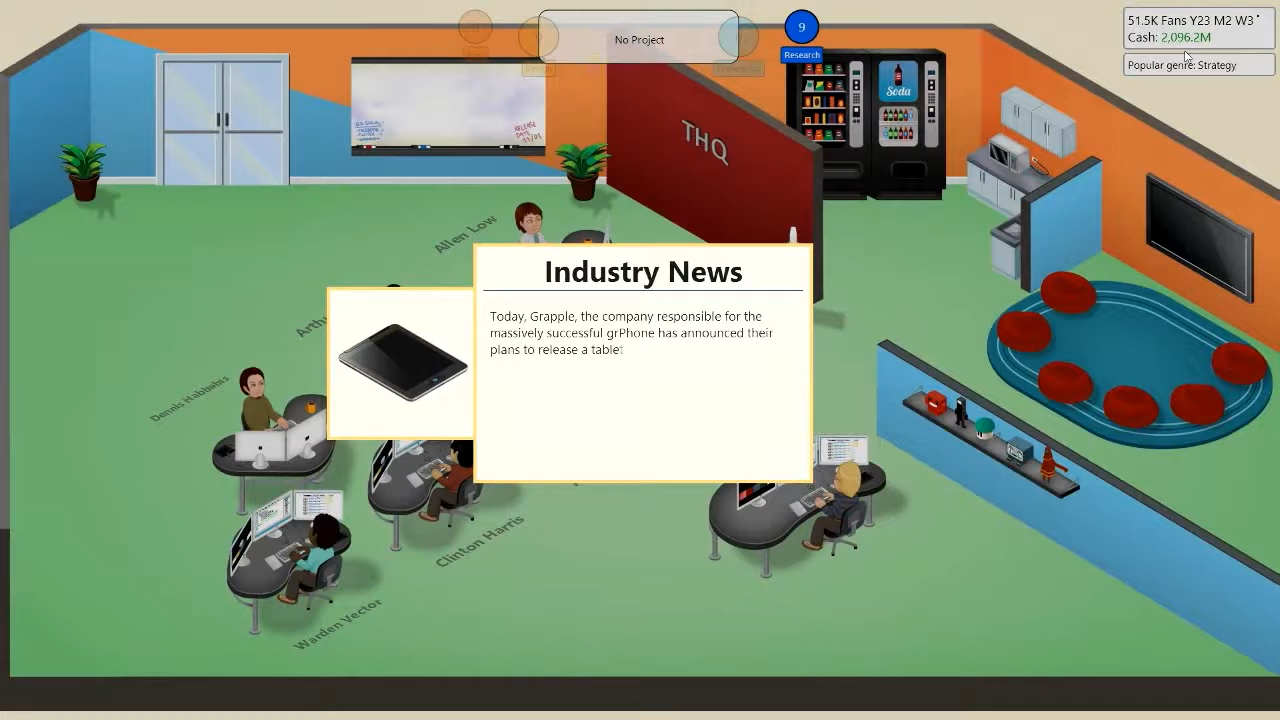 51.5K Fans Y23 M2 W3
Cash: 2,096.2M
Popular genre: Strategy
No Project
9
Research
Soda
THQ
RELEASE
DATE
Allen Low
Dennis Habbabis
Clinton Harris
Warden Vector
Industry News
Today, Grapple, the company responsible for the
massively successful grPhone has announced their
plans to release a tablet